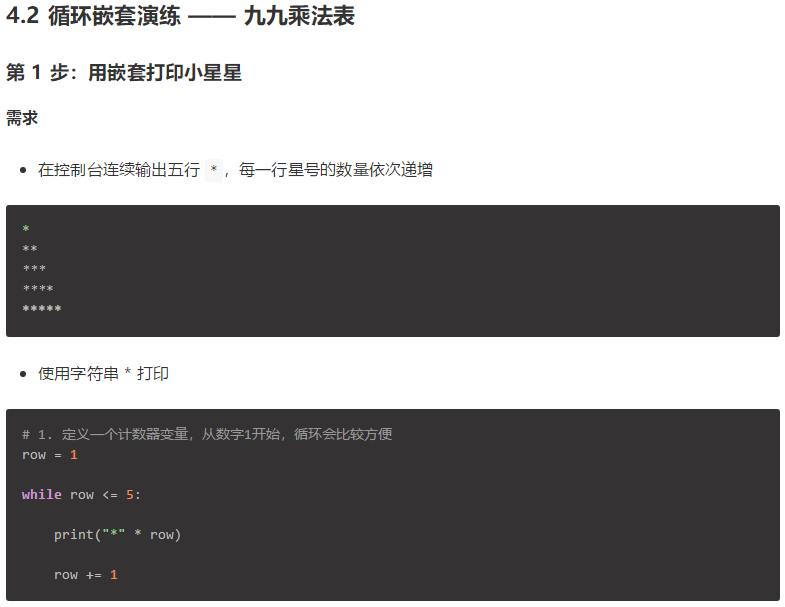 4.2 循环嵌套演练 —— 九九乘法表
第 1 步：用嵌套打印小星星
需求
• 在控制台连续输出五行 *，每一行星号的数量依次递增
*
**
***
****
*****
• 使用字符串 * 打印
# 1. 定义一个计数器变量，从数字1开始，循环会比较方便
row = 1
while row <= 5:
    print("*" * row)
    row += 1